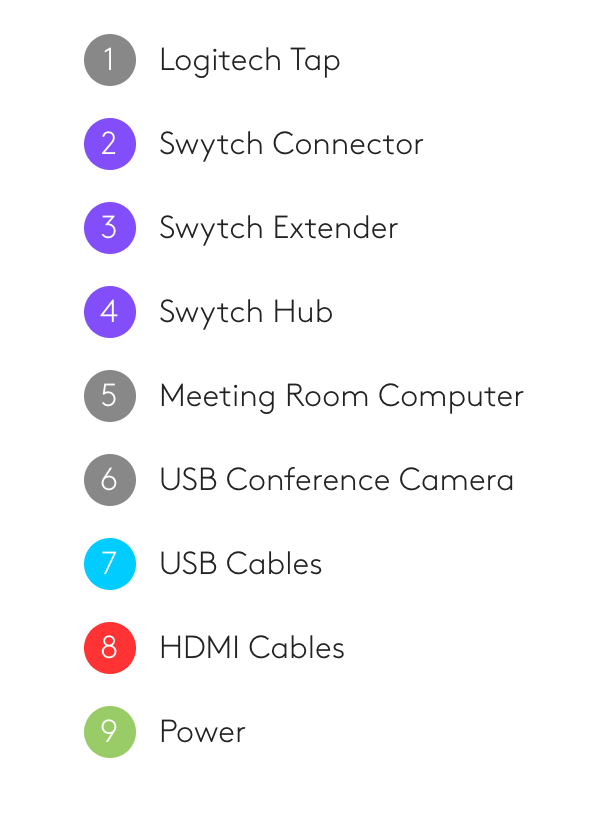 1 Logitech Tap
2 Swytch Connector
3 Swytch Extender
4 Swytch Hub
5 Meeting Room Computer
6 USB Conference Camera
7 USB Cables
8 HDMI Cables
9 Power